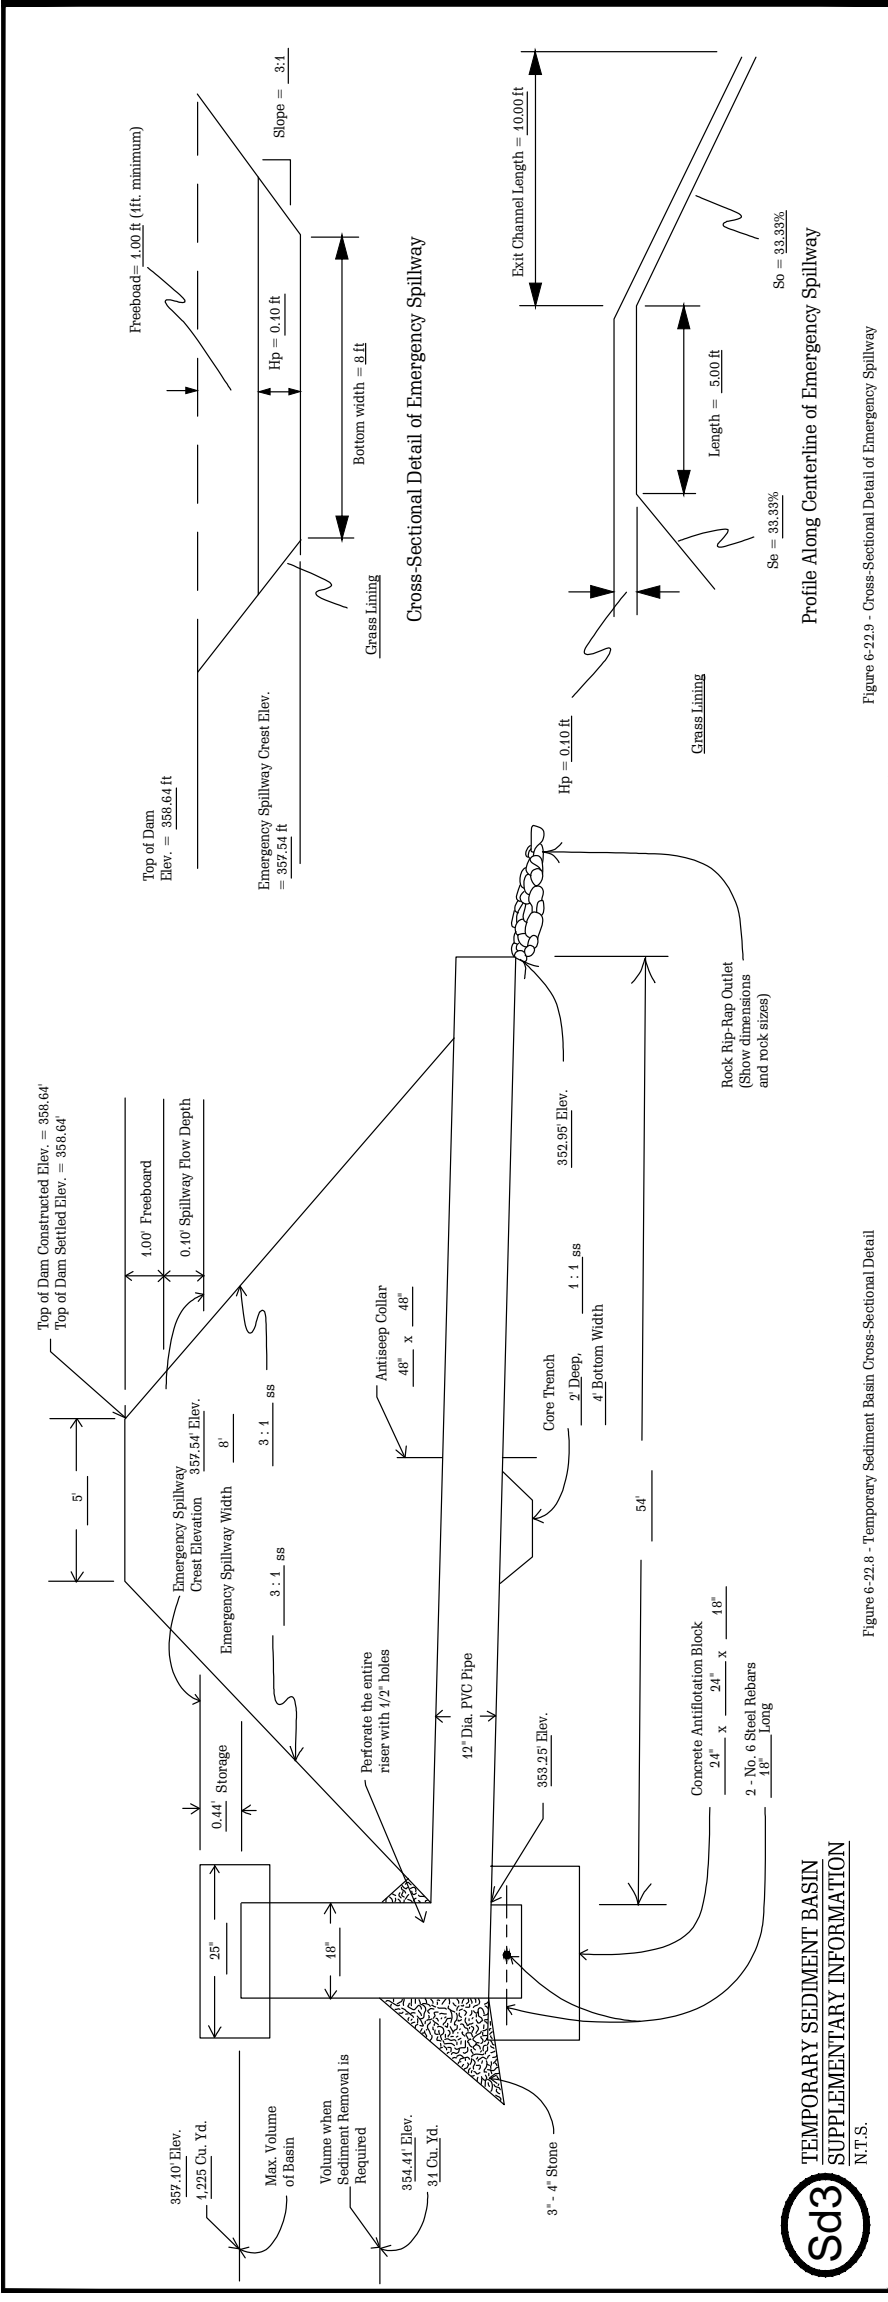 357.10' Elev.
1,225 Cu. Yd.
Max. Volume
of Basin
Volume when
Sediment Removal is
Required
354.41' Elev.
31 Cu. Yd.
3" - 4" Stone
25"
18"
0.44' Storage
Emergency Spillway
Crest Elevation 357.54' Elev.
Emergency Spillway Width 8'
3 : 1 ss
3 : 1 ss
5'
Top of Dam Constructed Elev. = 358.64'
Top of Dam Settled Elev. = 358.64'
1.00' Freeboard
0.10' Spillway Flow Depth
Perforate the entire
riser with 1/2" holes
12" Dia. PVC Pipe
353.25' Elev.
Antiseep Collar
48" x 48"
Core Trench
2' Deep, 1 : 1 ss
4' Bottom Width
352.95' Elev.
54'
Concrete Antiflotation Block
24" x 24" x 18"
2 - No. 6 Steel Rebars
18" Long
Rock Rip-Rap Outlet
(Show dimensions
and rock sizes)
Figure 6-22.8 - Temporary Sediment Basin Cross-Sectional Detail
Sd3
TEMPORARY SEDIMENT BASIN
SUPPLEMENTARY INFORMATION
N.T.S.
Top of Dam
Elev. = 358.64 ft
Emergency Spillway Crest Elev.
= 357.54 ft
Freeboad= 1.00 ft (1ft. minimum)
Slope = 3:1
Hp = 0.10 ft
Bottom width = 8 ft
Grass Lining
Cross-Sectional Detail of Emergency Spillway
Exit Channel Length = 10.00 ft
Length = 5.00 ft
Hp = 0.10 ft
Se = 33.33%
So = 33.33%
Grass Lining
Profile Along Centerline of Emergency Spillway
Figure 6-22.9 - Cross-Sectional Detail of Emergency Spillway